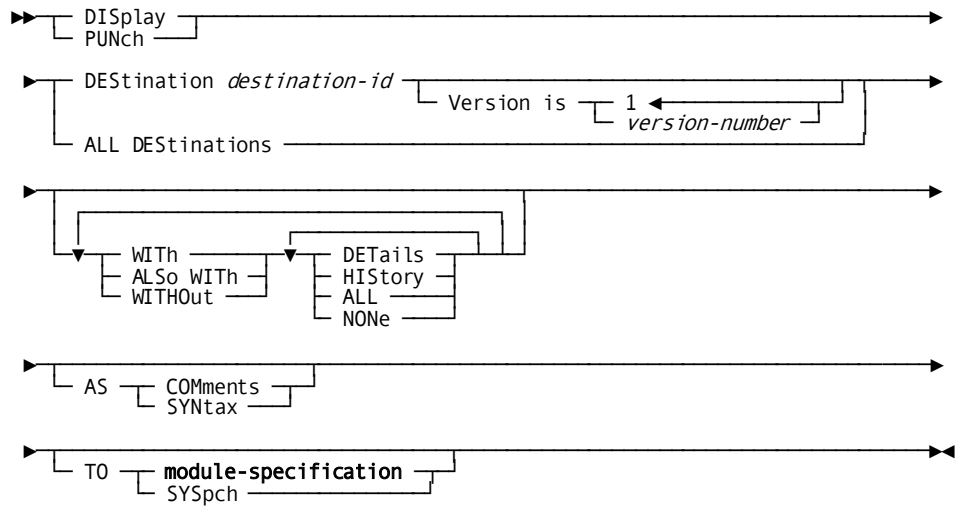 DISplay
PUNch
DEStination destination-id
Version is 1
version-number
ALL DEStinations
WITh DETails
ALSo WITh HIStory
WITHOut ALL
NONe
AS COMments
SYNtax
TO module-specification
SYSpch